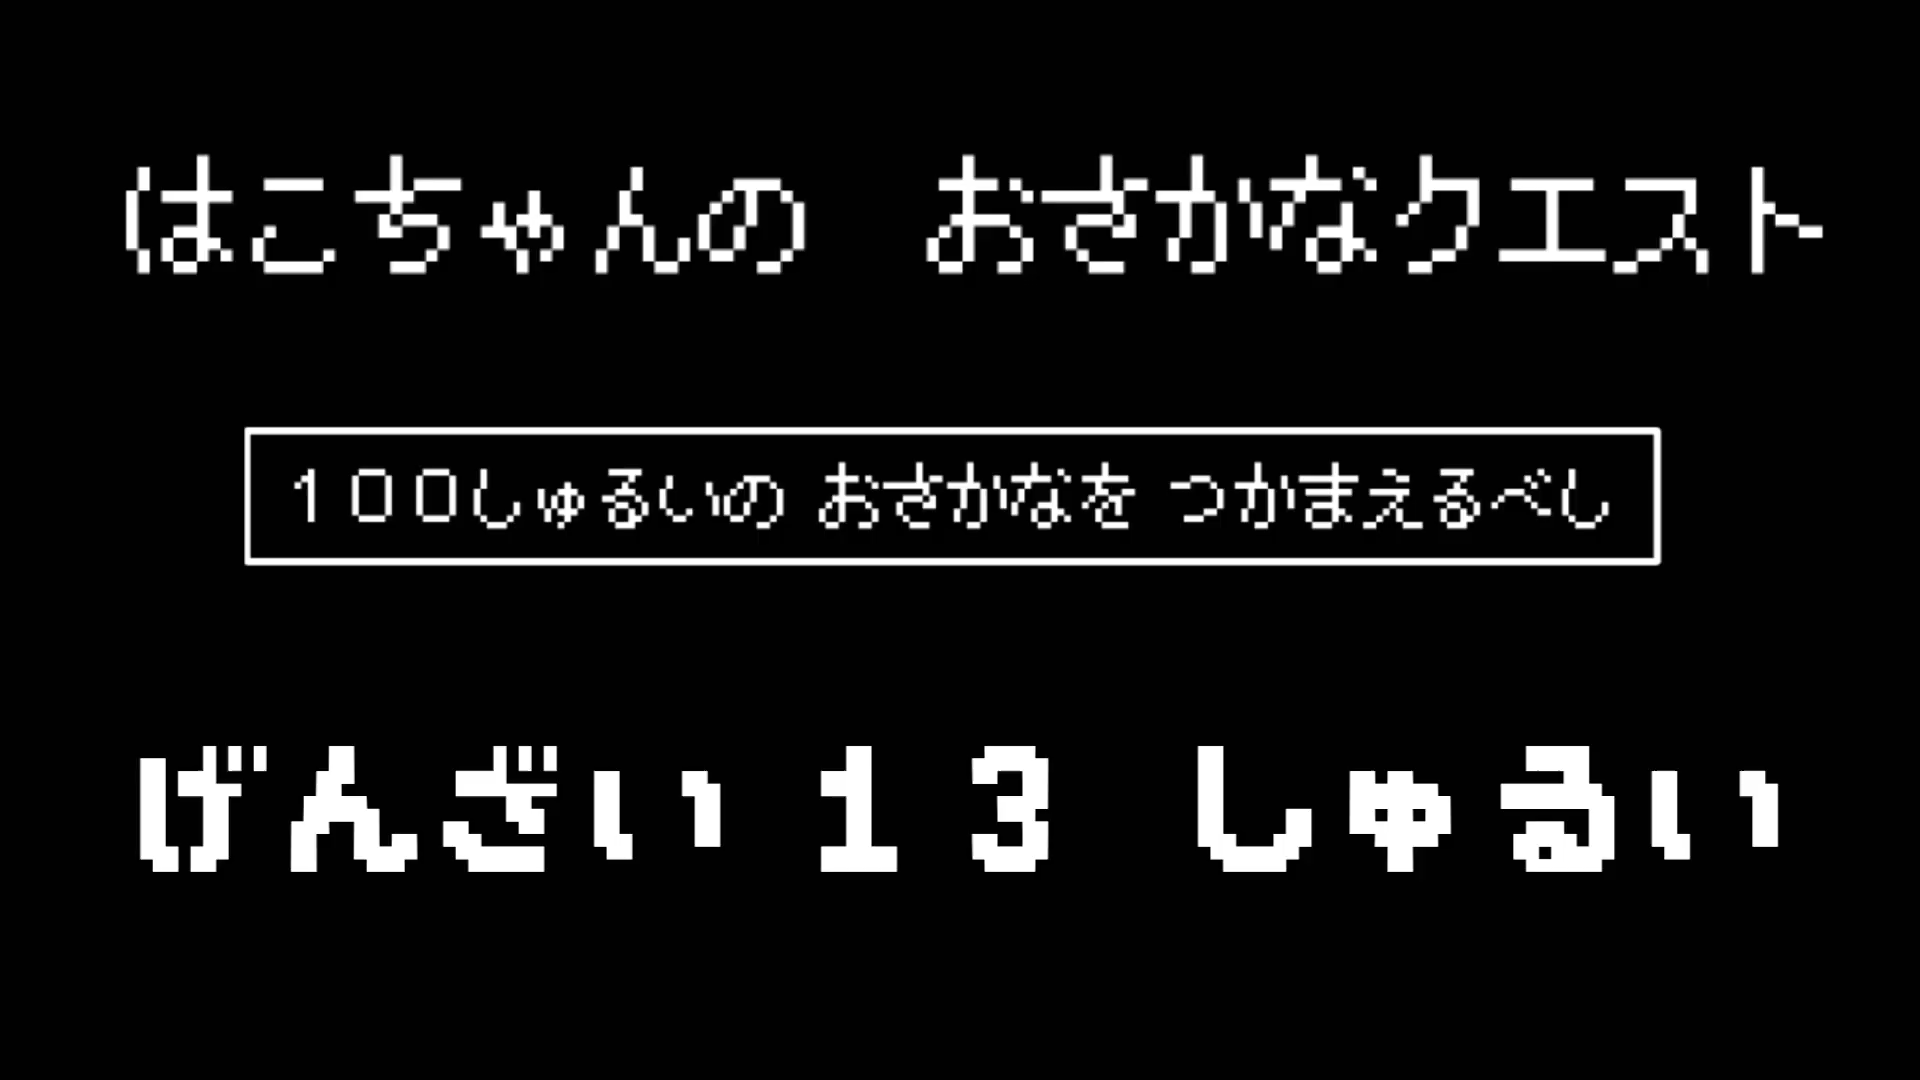 はこちゃんの　おさかなクエスト
１００しゅるいの おさかなを つかまえるべし
げんざい１３ しゅるい